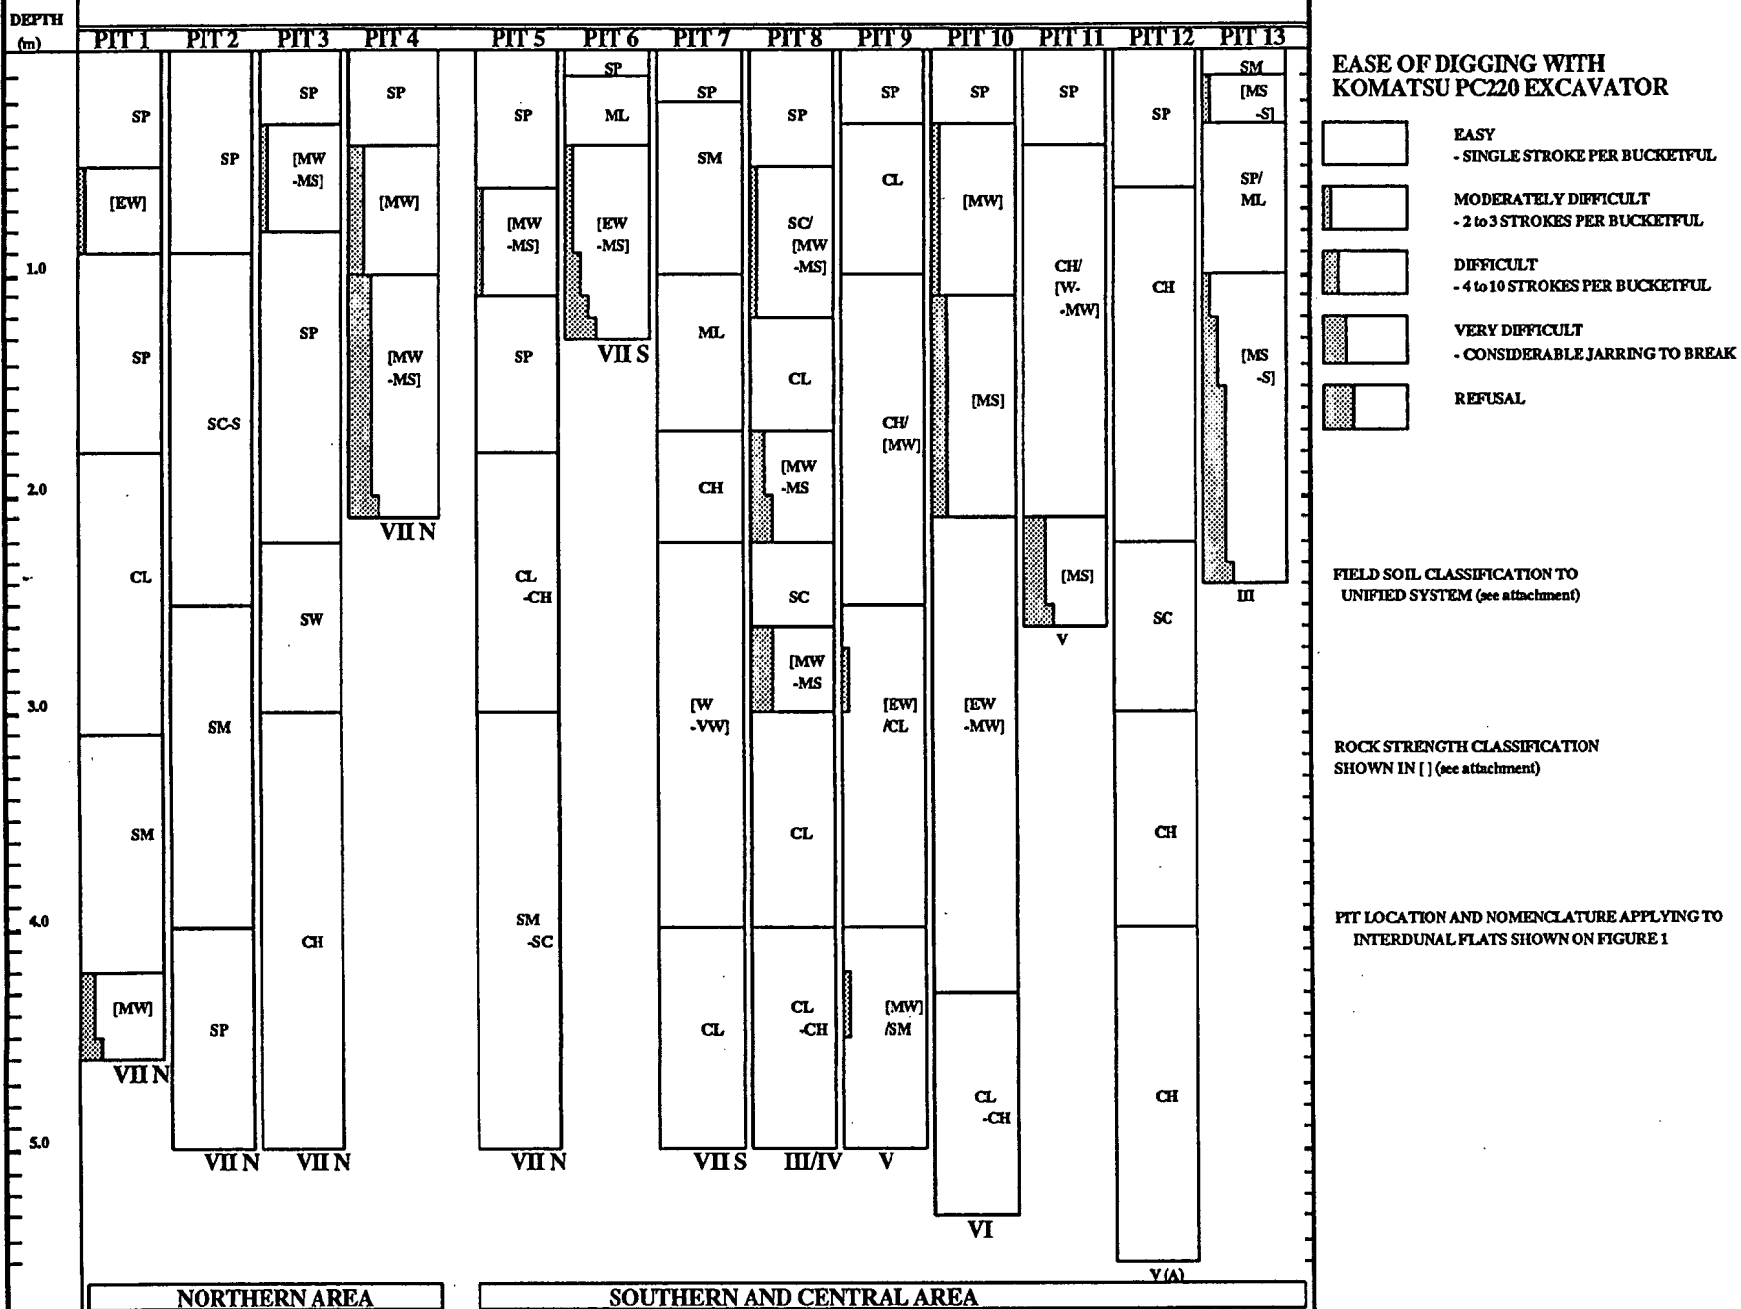 DEPTH
(m)
PIT 1 PIT 2 PIT 3 PIT 4 PIT 5 PIT 6 PIT 7 PIT 8 PIT 9 PIT 10 PIT 11 PIT 12 PIT 13
1.0
2.0
3.0
4.0
5.0
SP
[EW]
SP
CL
SM
[MW]
VII N
SP
SC-S
SM
SP
VII N
SP
[MW
-MS]
SP
SW
CH
VII N
SP
[MW]
[MW
-MS]
VII N
SP
[MW
-MS]
SP
CL
-CH
SM
-SC
VII N
SP
ML
[EW
-MS]
VII S
SP
SM
ML
CH
[W
-VW]
CL
VII S
SP
SC/
[MW
-MS]
CL
[MW
-MS
SC
[MW
-MS
CL
CL
-CH
III/IV
SP
CL
CH/
[MW]
[EW]
/CL
[MW]
/SM
V
SP
[MW]
[MS]
[EW
-MW]
CL
-CH
VI
SP
CH/
[W-
-MW]
[MS]
V
SP
CH
SC
CH
CH
V (A)
SM
[MS
-S]
SP/
ML
[MS
-S]
III
NORTHERN AREA
SOUTHERN AND CENTRAL AREA
EASE OF DIGGING WITH
KOMATSU PC220 EXCAVATOR
EASY
- SINGLE STROKE PER BUCKETFUL
MODERATELY DIFFICULT
- 2 to 3 STROKES PER BUCKETFUL
DIFFICULT
- 4 to 10 STROKES PER BUCKETFUL
VERY DIFFICULT
- CONSIDERABLE JARRING TO BREAK
REFUSAL
FIELD SOIL CLASSIFICATION TO
UNIFIED SYSTEM (see attachment)
ROCK STRENGTH CLASSIFICATION
SHOWN IN [ ] (see attachment)
PIT LOCATION AND NOMENCLATURE APPLYING TO
INTERDUNAL FLATS SHOWN ON FIGURE 1